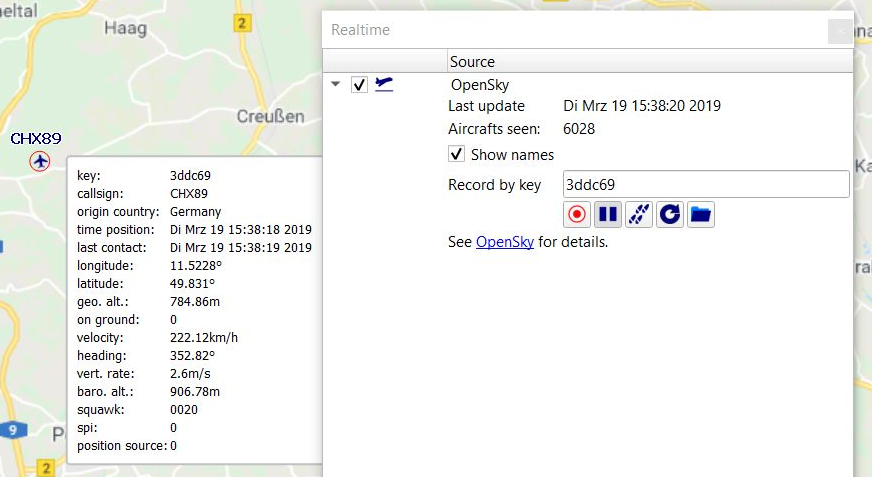 eltal
Haag
2
Realtime
Source
OpenSky
Last update Di Mrz 19 15:38:20 2019
Aircrafts seen: 6028
Show names
Record by key 3ddc69
See OpenSky for details.
Creußen
CHX89
key: 3ddc69
callsign: CHX89
origin country: Germany
time position: Di Mrz 19 15:38:18 2019
last contact: Di Mrz 19 15:38:19 2019
longitude: 11.5228º
latitude: 49.831º
geo. alt.: 784.86m
on ground: 0
velocity: 222.12km/h
heading: 352.82º
vert. rate: 2.6m/s
baro. alt.: 906.78m
squawk: 0020
spi: 0
position source: 0
9
P
2
Ka